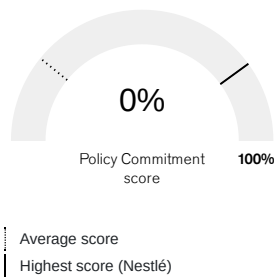 0%
Policy Commitment
score
100%
Average score
Highest score (Nestlé)